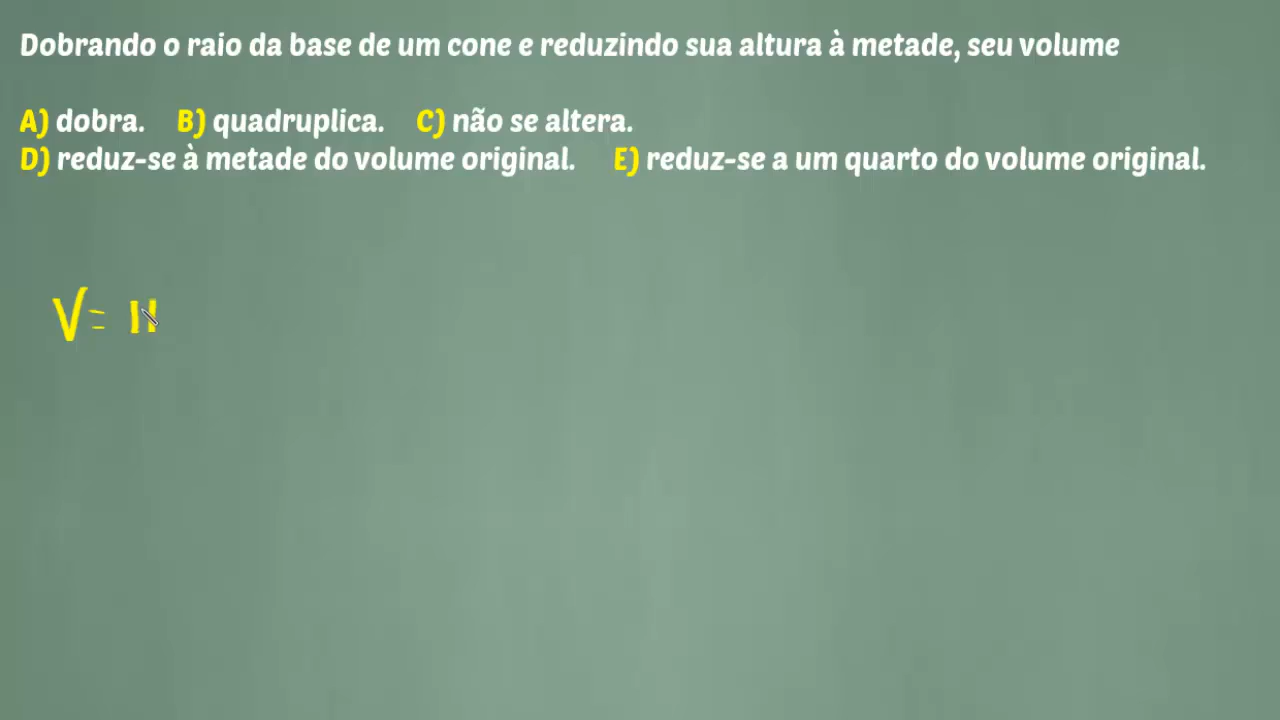 Dobrando o raio da base de um cone e reduzindo sua altura à metade, seu volume
A) dobra. B) quadruplica. C) não se altera.
D) reduz-se à metade do volume original. E) reduz-se a um quarto do volume original.
V=